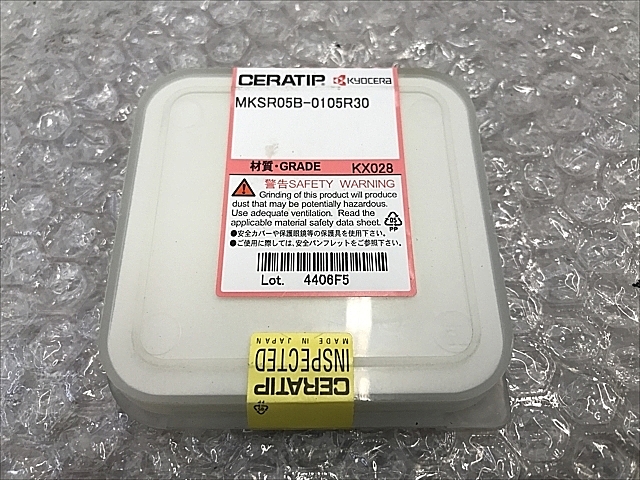 CERATIP KYOCERA
MKSR05B-0105R30
材質・GRADE KX028
警告SAFETY WARNING
Grinding of this product will produce
dust that may be potentially hazardous.
Use adequate ventilation. Read the
applicable material safety data sheet.
PP
●安全カバーや保護眼鏡等の保護具を使用下さい。
●ご使用に際しては、安全パンフレットをご参照下さい。
Lot. 4406F5
CERATIP
INSPECTED
MADE IN JAPAN